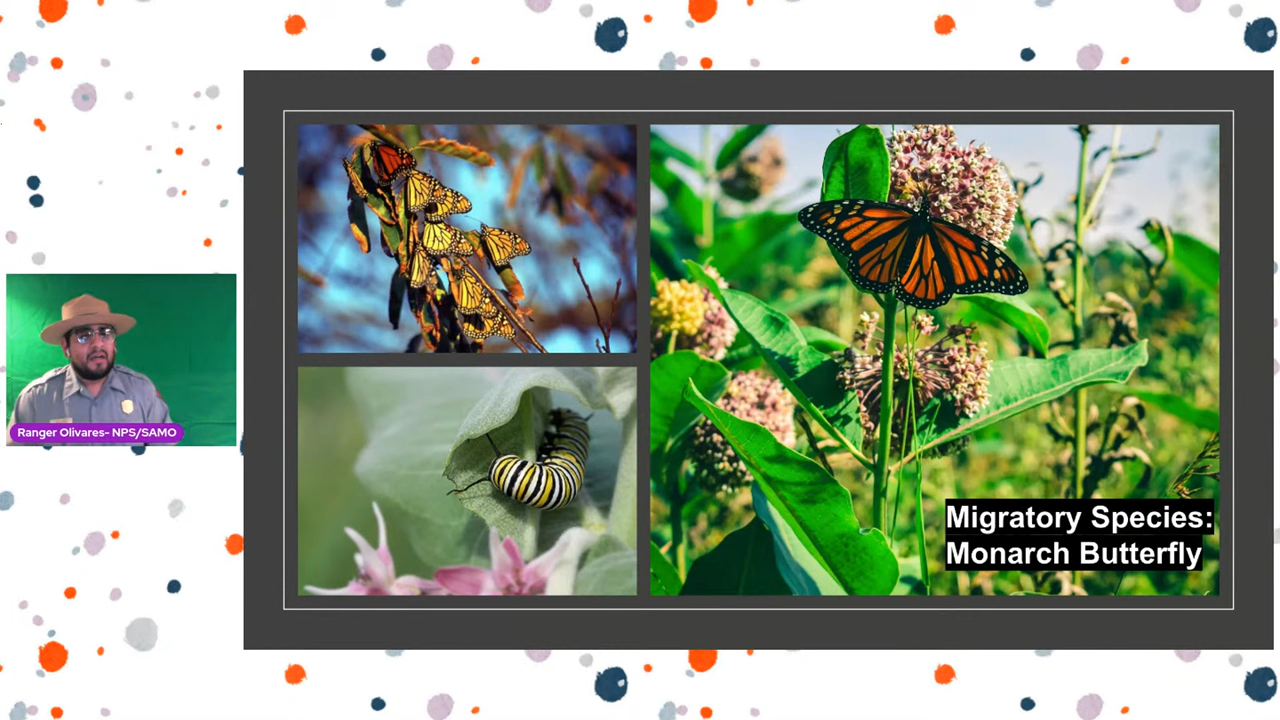 Ranger Olivares- NPS/SAMO
Migratory Species:
Monarch Butterfly